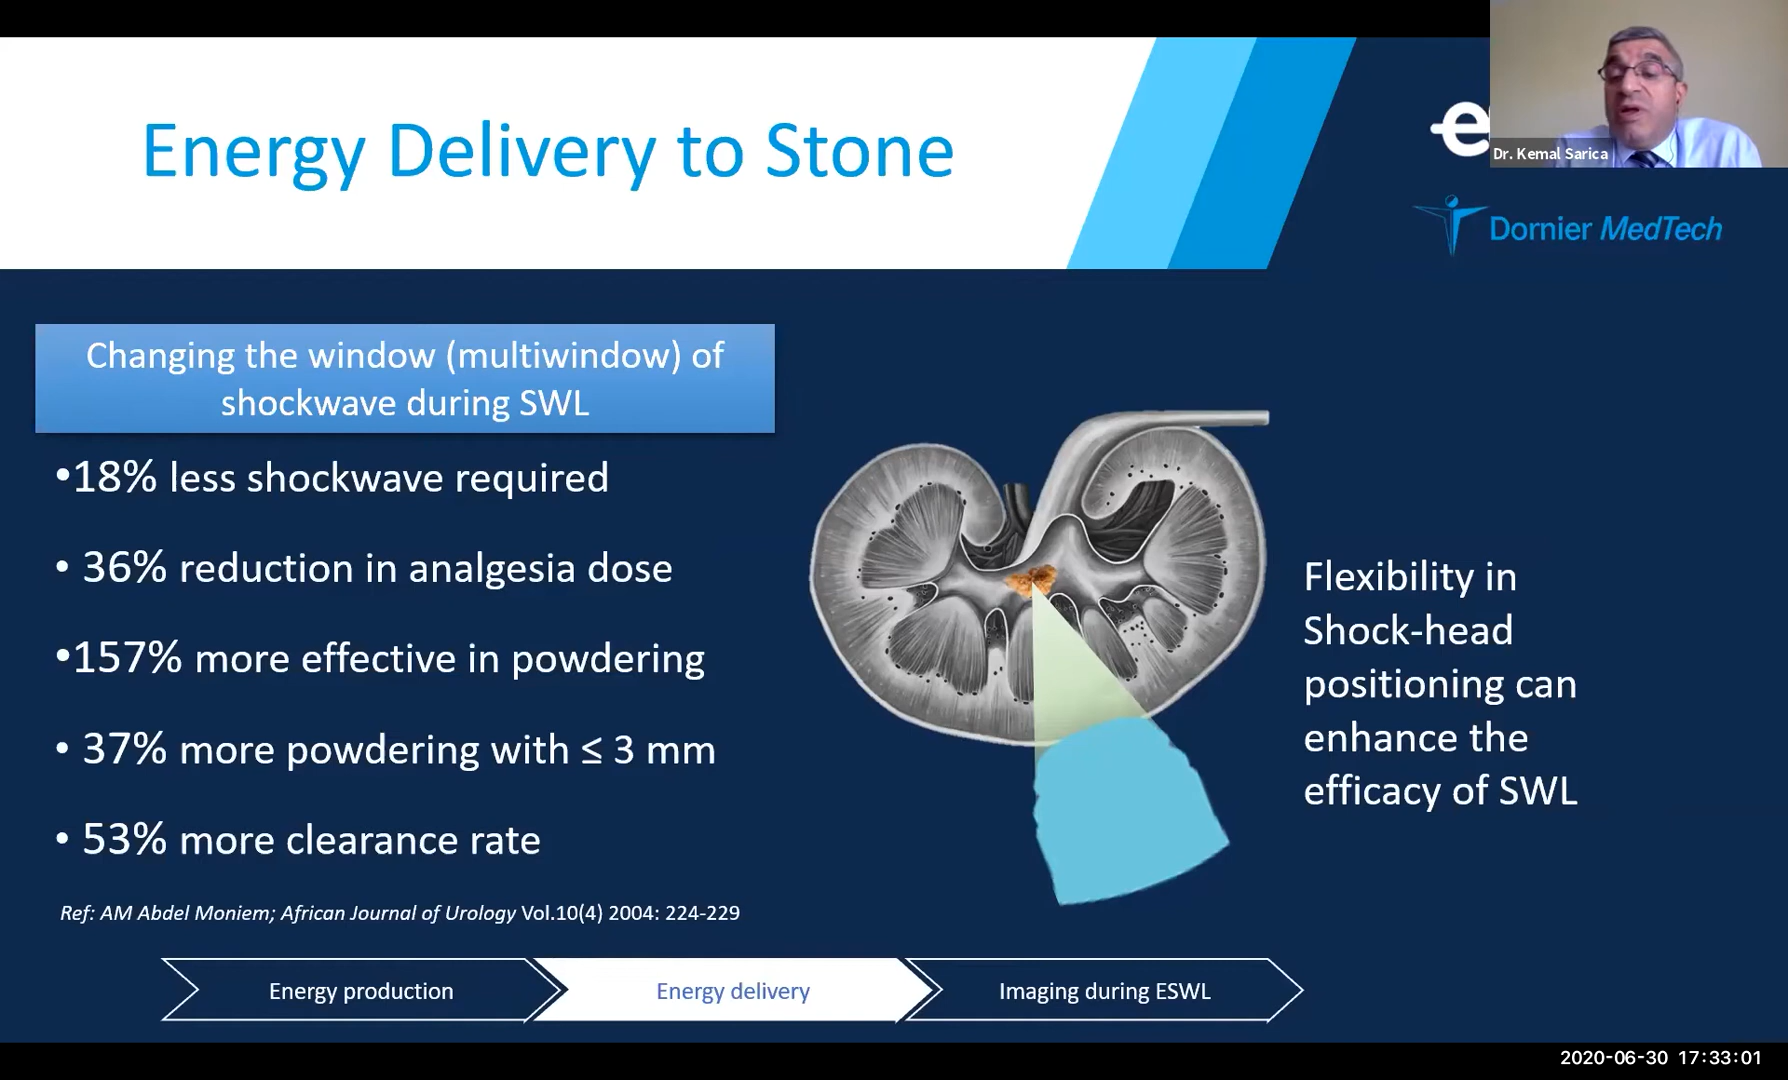 Energy Delivery to Stone
e
Dr. Kemal Sarica
Dornier MedTech
Changing the window (multiwindow) of
shockwave during SWL
•18% less shockwave required
• 36% reduction in analgesia dose
•157% more effective in powdering
• 37% more powdering with ≤ 3 mm
• 53% more clearance rate
Ref: AM Abdel Moniem; African Journal of Urology Vol.10(4) 2004: 224-229
Flexibility in
Shock-head
positioning can
enhance the
efficacy of SWL
Energy production
Energy delivery
Imaging during ESWL
2020-06-30 17:33:01